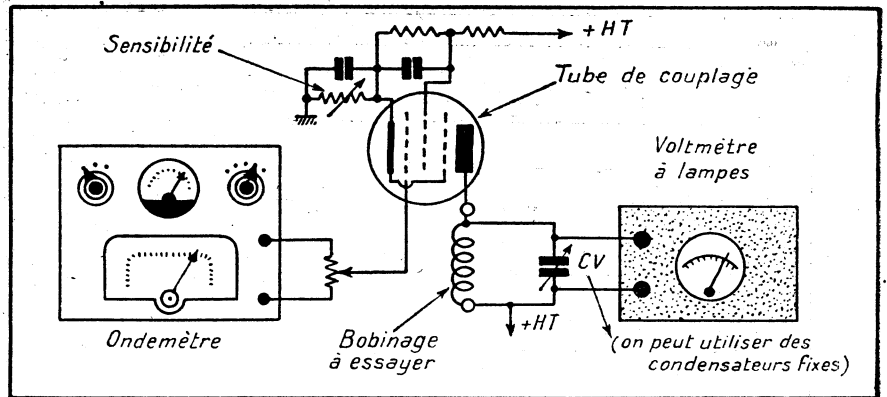 Sensibilité
+HT
Tube de couplage
Voltmètre
à lampes
CV
+HT
Ondemètre
Bobinage
à essayer
(on peut utiliser des
condensateurs fixes)